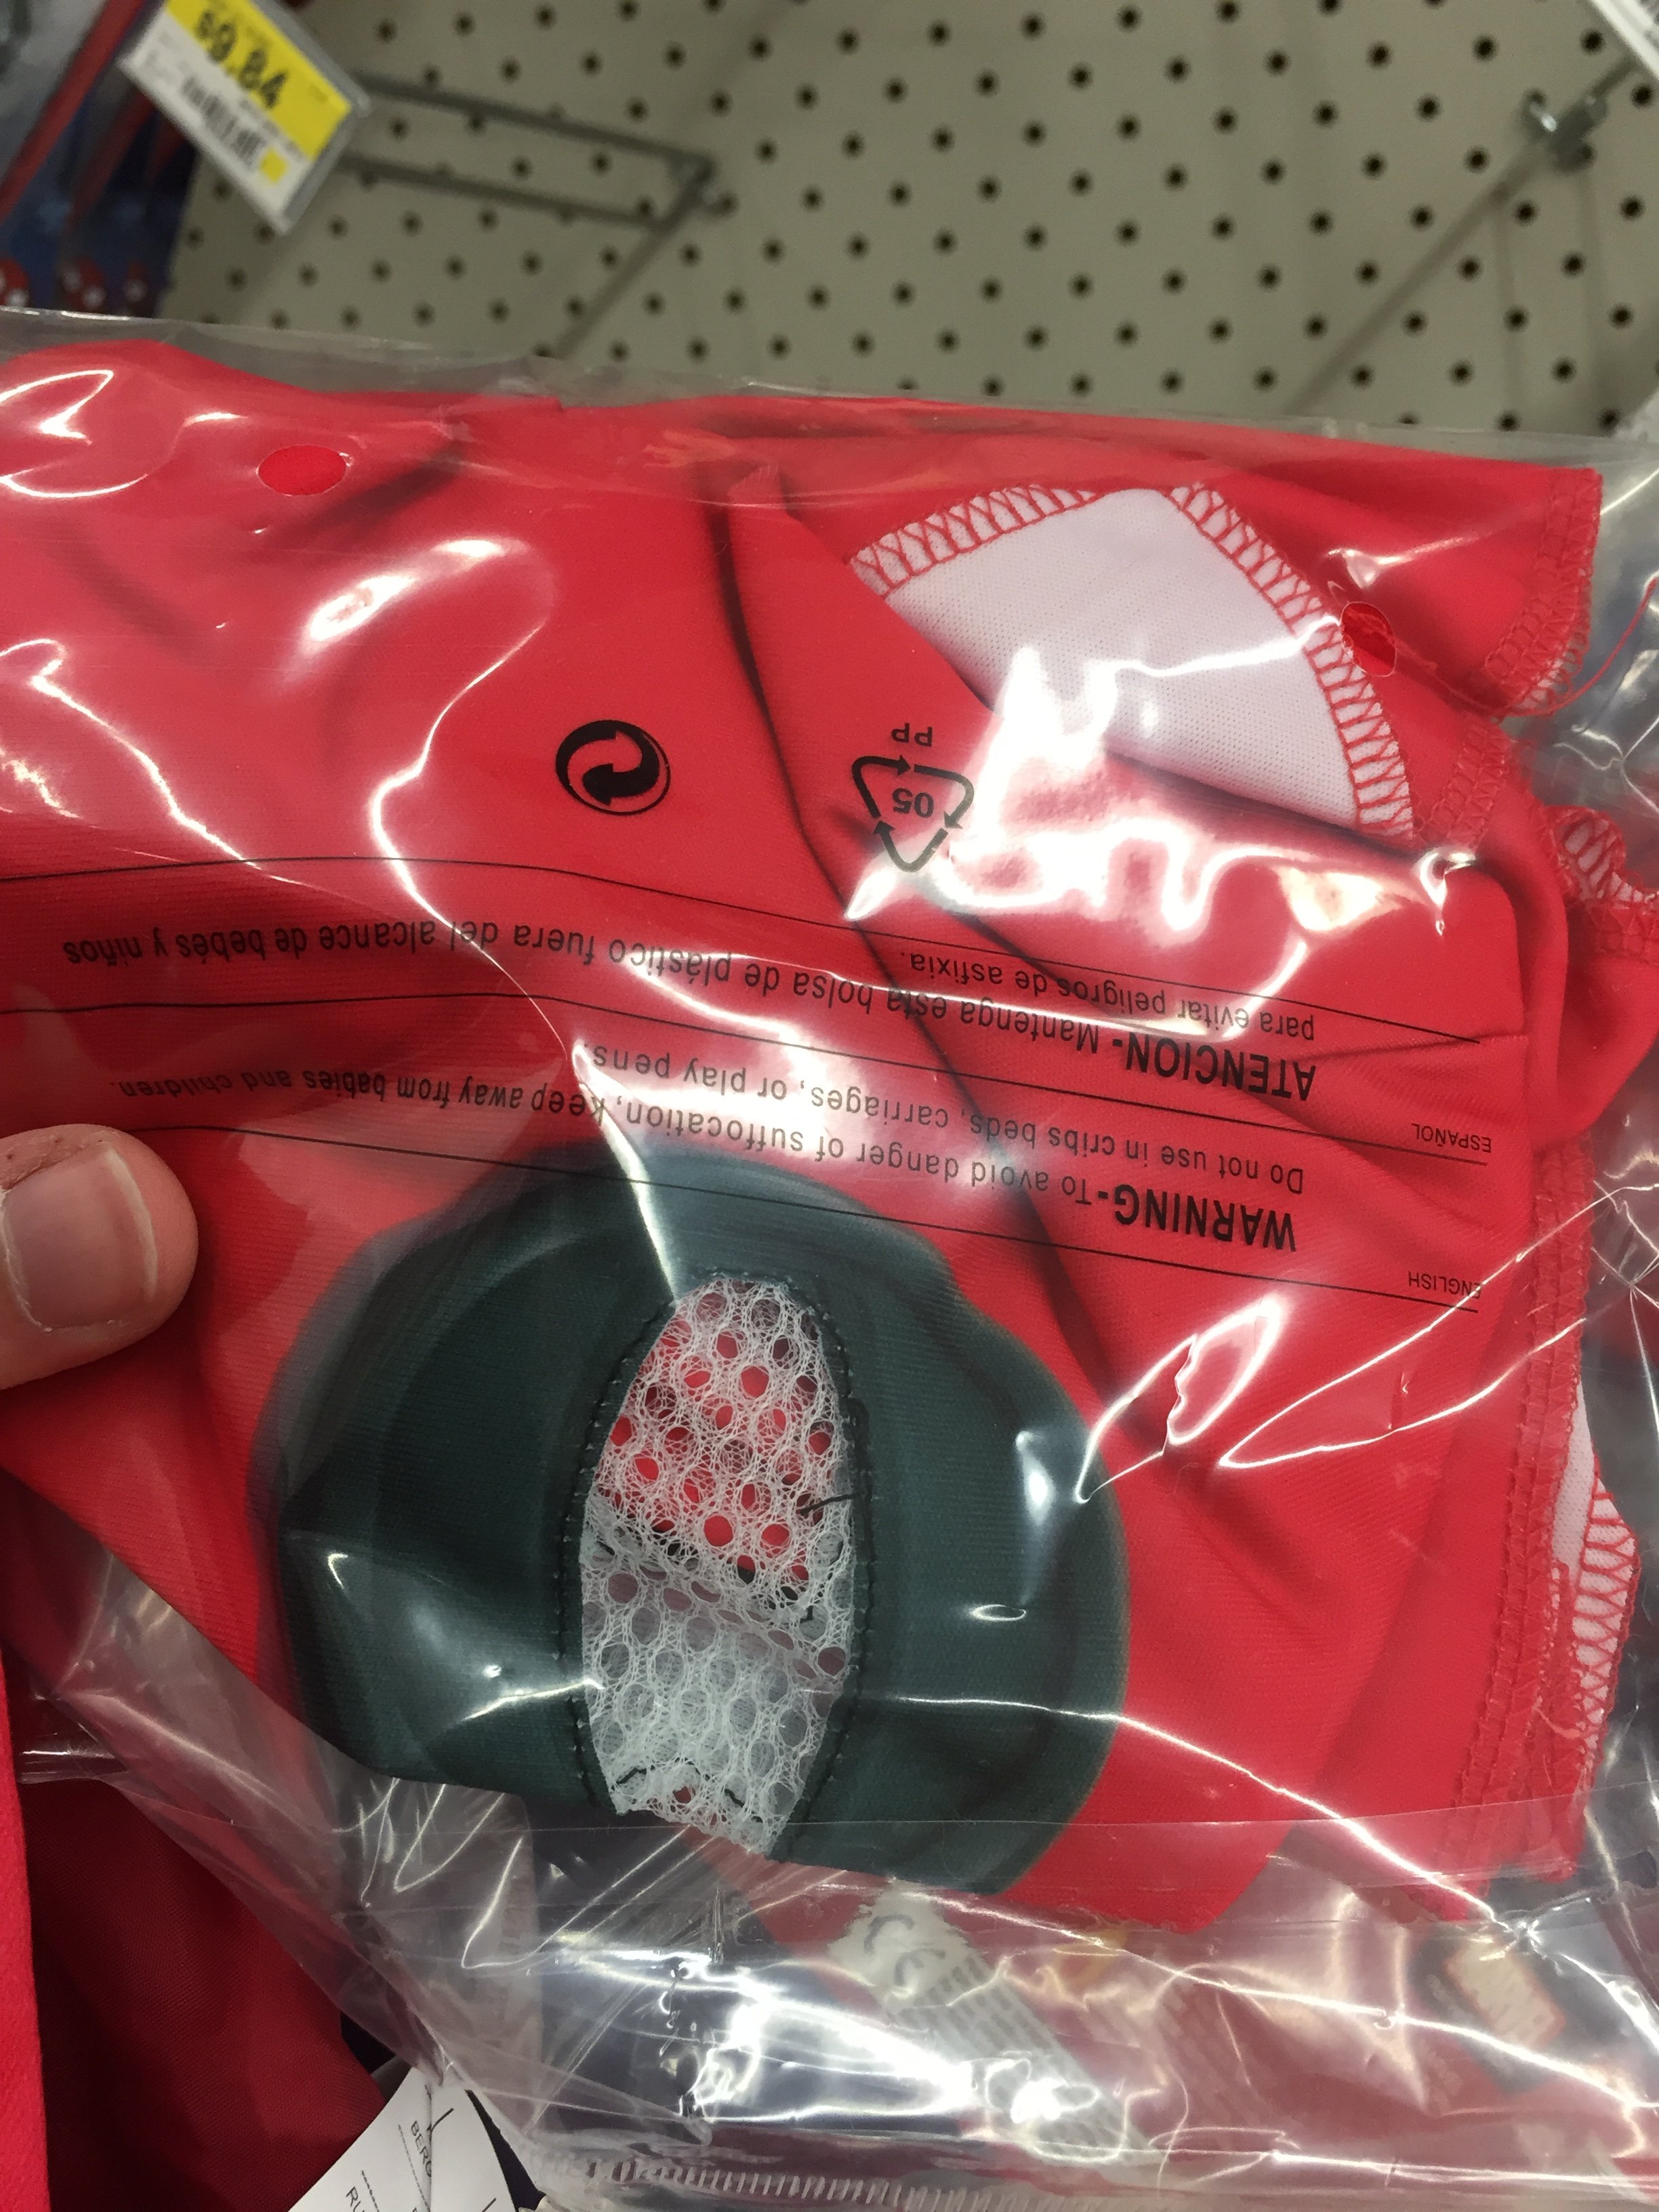 $9.84
ENGLISH
WARNING-To avoid danger of suffocation, keep away from babies and children.
Do not use in cribs beds, carriages, or play pens.
ESPAÑOL
ATENCION- Mantenga esta bolsa de plástico fuera del alcance de bebés y niños
para evitar peligros de asfixia.
05
PP